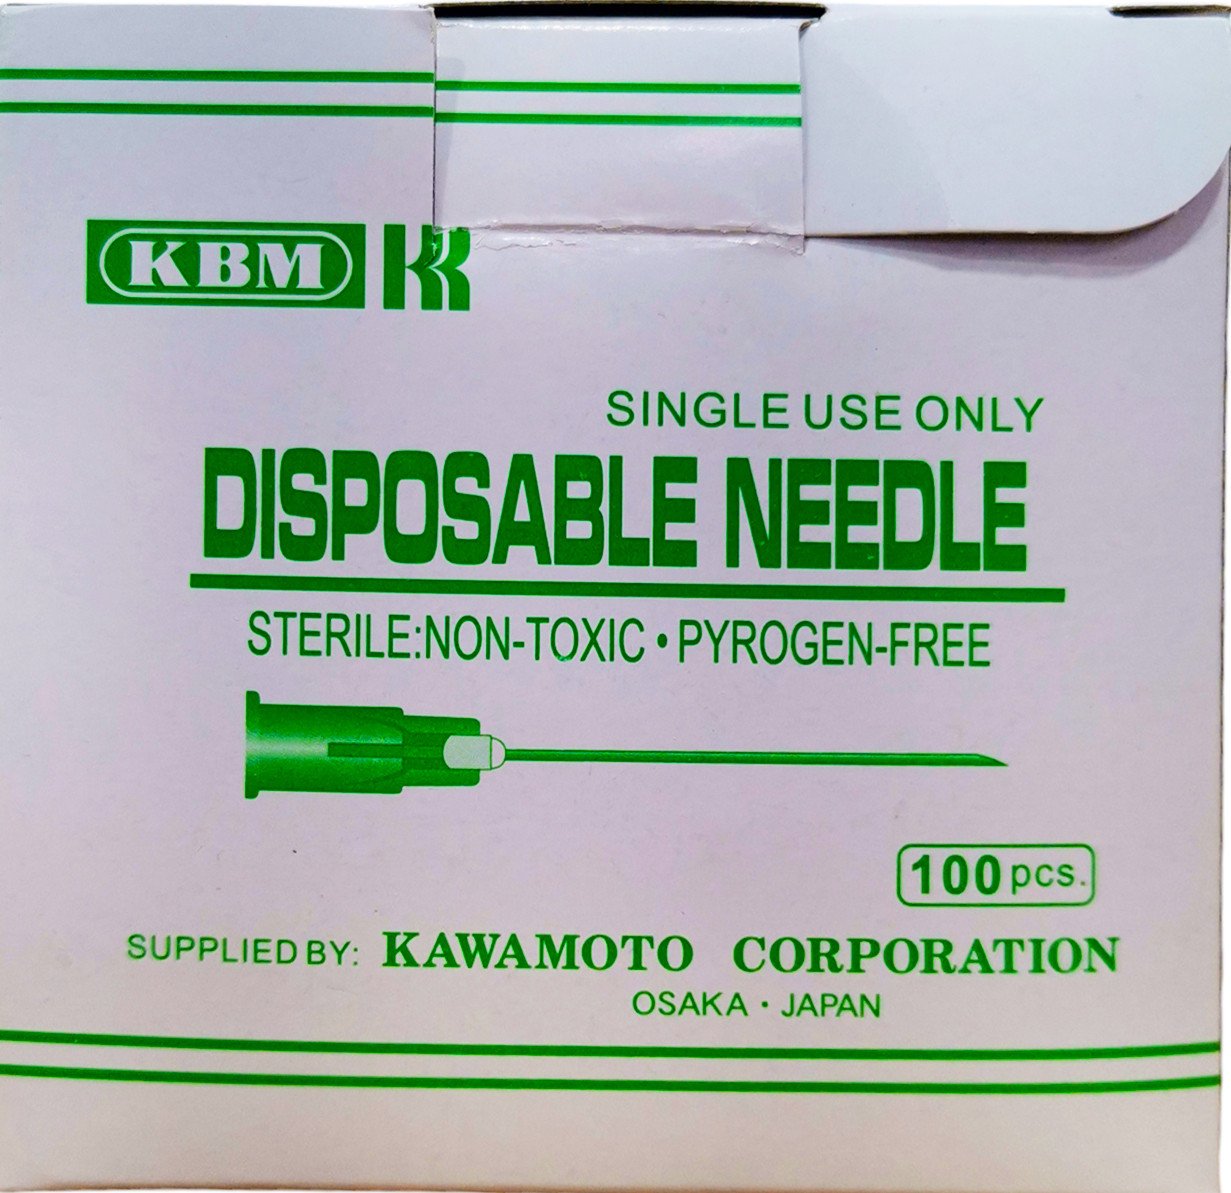 KBM
SINGLE USE ONLY
DISPOSABLE NEEDLE
STERILE:NON-TOXIC • PYROGEN-FREE
100 pcs.
SUPPLIED BY: KAWAMOTO CORPORATION
OSAKA • JAPAN